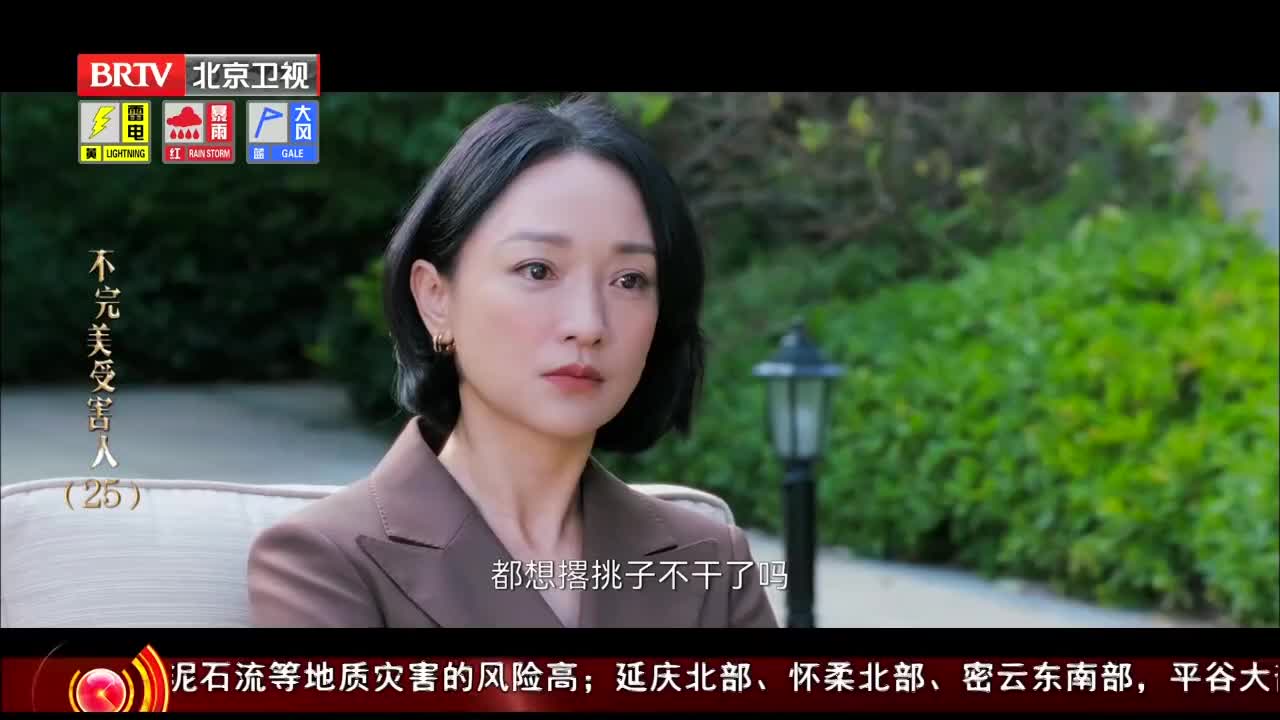 BRTV 北京卫视
雷电
黄 LIGHTNING
暴雨
红 RAIN STORM
大风
蓝 GALE
不完美受害人
(25)
都想撂挑子不干了吗
泥石流等地质灾害的风险高；延庆北部、怀柔北部、密云东南部，平谷大